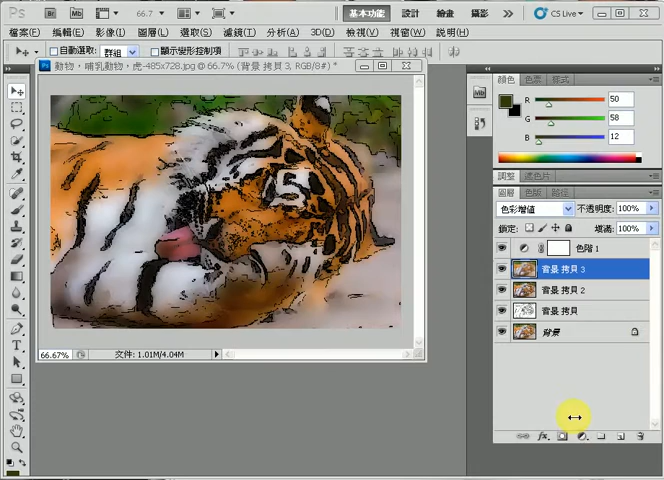 Ps Br Mb 66.7 基本功能 設計 繪畫 攝影 CS Live
檔案(F) 編輯(E) 影像(I) 圖層(L) 選取(S) 濾鏡(T) 分析(A) 3D(D) 檢視(V) 視窗(W) 說明(H)
自動選取: 群組 顯示變形控制項
動物，哺乳動物，虎-485x728.jpg @ 66.7% (背景 拷貝 3, RGB/8#) *
66.67% 文件: 1.01M/4.04M
Mb
顏色 色票 樣式
R 50
G 58
B 12
調整 遮色片
圖層 色版 路徑
色彩增值 不透明度: 100%
鎖定: 填滿: 100%
色階 1
背景 拷貝 3
背景 拷貝 2
背景 拷貝
背景
fx